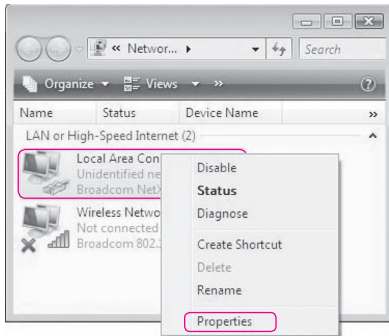 « Networ...
Search
Organize Views »
Name Status Device Name »
LAN or High-Speed Internet (2)
Local Area Con
Unidentified ne
Broadcom Net
Wireless Netwo
Not connected
Broadcom 802.
Disable
Status
Diagnose
Create Shortcut
Delete
Rename
Properties